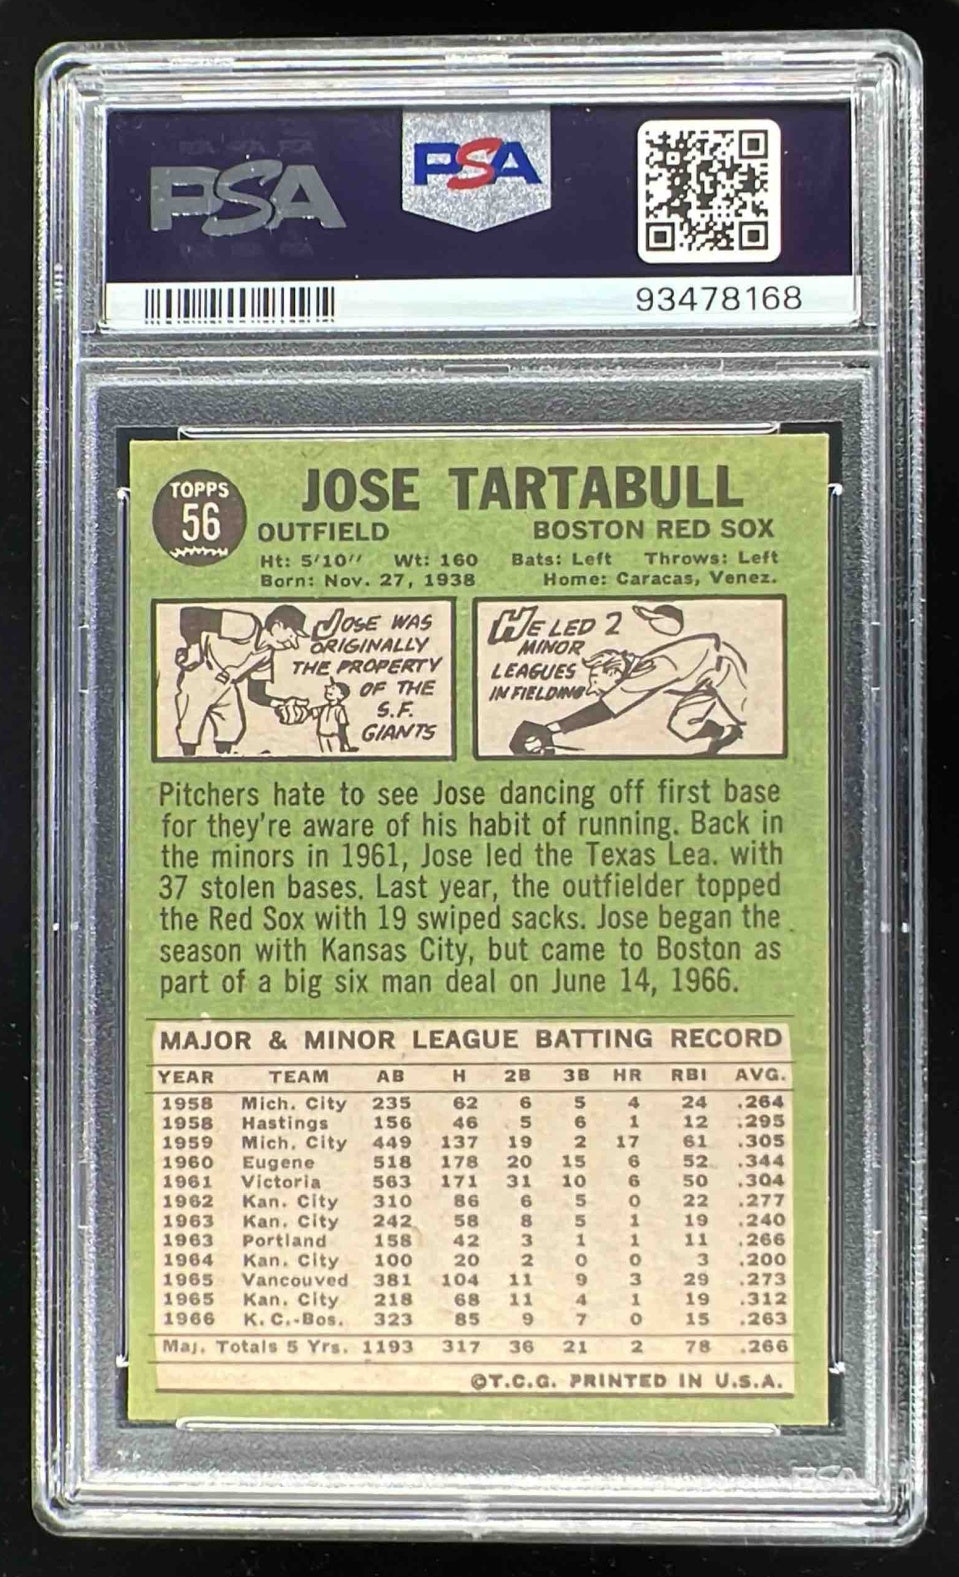 PSA PSA
93478168
TOPPS
56
JOSE TARTABULL
OUTFIELD BOSTON RED SOX
Ht: 5'10'' Wt: 160 Bats: Left Throws: Left
Born: Nov. 27, 1938 Home: Caracas, Venez.
JOSE WAS
ORIGINALLY
THE PROPERTY
OF THE
S.F.
GIANTS
HE LED 2
MINOR
LEAGUES
IN FIELDING
Pitchers hate to see Jose dancing off first base
for they're aware of his habit of running. Back in
the minors in 1961, Jose led the Texas Lea. with
37 stolen bases. Last year, the outfielder topped
the Red Sox with 19 swiped sacks. Jose began the
season with Kansas City, but came to Boston as
part of a big six man deal on June 14, 1966.
MAJOR & MINOR LEAGUE BATTING RECORD
YEAR TEAM AB H 2B 3B HR RBI AVG.
1958 Mich. City 235 62 6 5 4 24 .264
1958 Hastings 156 46 5 6 1 12 .295
1959 Mich. City 449 137 19 2 17 61 .305
1960 Eugene 518 178 20 15 6 52 .344
1961 Victoria 563 171 31 10 6 50 .304
1962 Kan. City 310 86 6 5 0 22 .277
1963 Kan. City 242 58 8 5 1 19 .240
1963 Portland 158 42 3 1 1 11 .266
1964 Kan. City 100 20 2 0 0 3 .200
1965 Vancouved 381 104 11 9 3 29 .273
1965 Kan. City 218 68 11 4 1 19 .312
1966 K.C.-Bos. 323 85 9 7 0 15 .263
Maj. Totals 5 Yrs. 1193 317 36 21 2 78 .266
©T.C.G. PRINTED IN U.S.A.
PSA